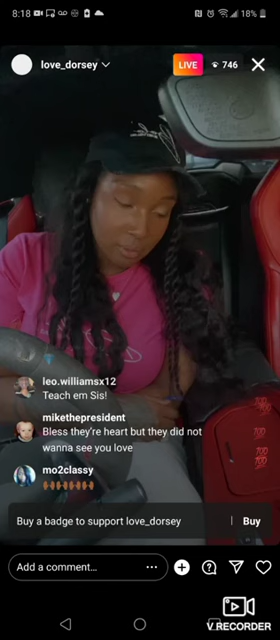 8:18
18%
love_dorsey
LIVE
746
leo.williamsx12
Teach em Sis!
mikethepresident
Bless they're heart but they did not
wanna see you love
💯
💯
💯
💯
mo2classy
Buy a badge to support love_dorsey
Buy
Add a comment…
V RECORDER